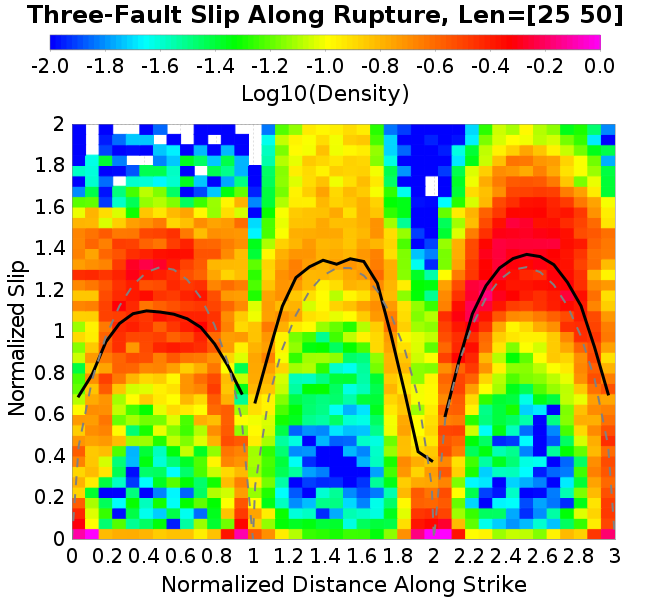 Three-Fault Slip Along Rupture, Len=[25 50]
-2.0 -1.8 -1.6 -1.4 -1.2 -1.0 -0.8 -0.6 -0.4 -0.2 0.0
Log10(Density)
2
1.8
1.6
1.4
1.2
1
0.8
0.6
0.4
0.2
0
Normalized Slip
0 0.2 0.4 0.6 0.8 1 1.2 1.4 1.6 1.8 2 2.2 2.4 2.6 2.8 3
Normalized Distance Along Strike